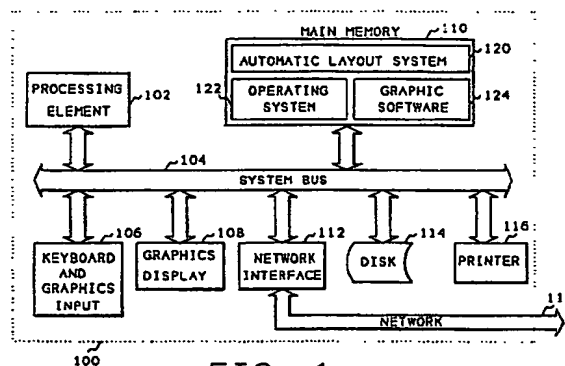 MAIN MEMORY 110
AUTOMATIC LAYOUT SYSTEM 120
PROCESSING
ELEMENT
102
122
OPERATING
SYSTEM
GRAPHIC
SOFTWARE
124
104
SYSTEM BUS
106
KEYBOARD
AND
GRAPHICS
INPUT
108
GRAPHICS
DISPLAY
112
NETWORK
INTERFACE
114
DISK
116
PRINTER
11
NETWORK
100